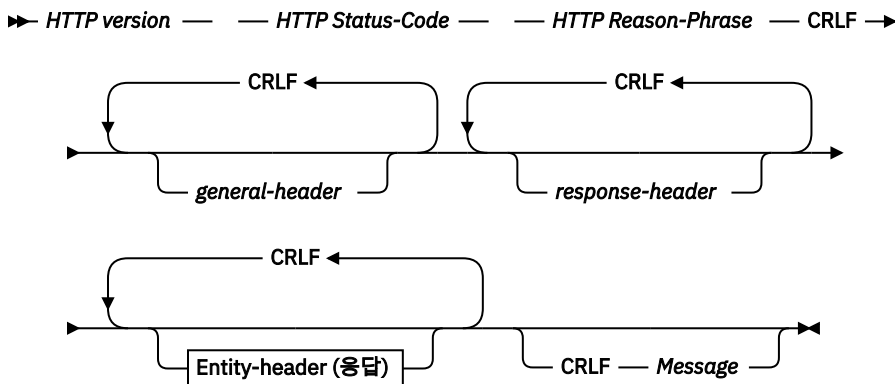 HTTP version HTTP Status-Code HTTP Reason-Phrase CRLF
CRLF CRLF
general-header response-header
CRLF
Entity-header (응답) CRLF Message